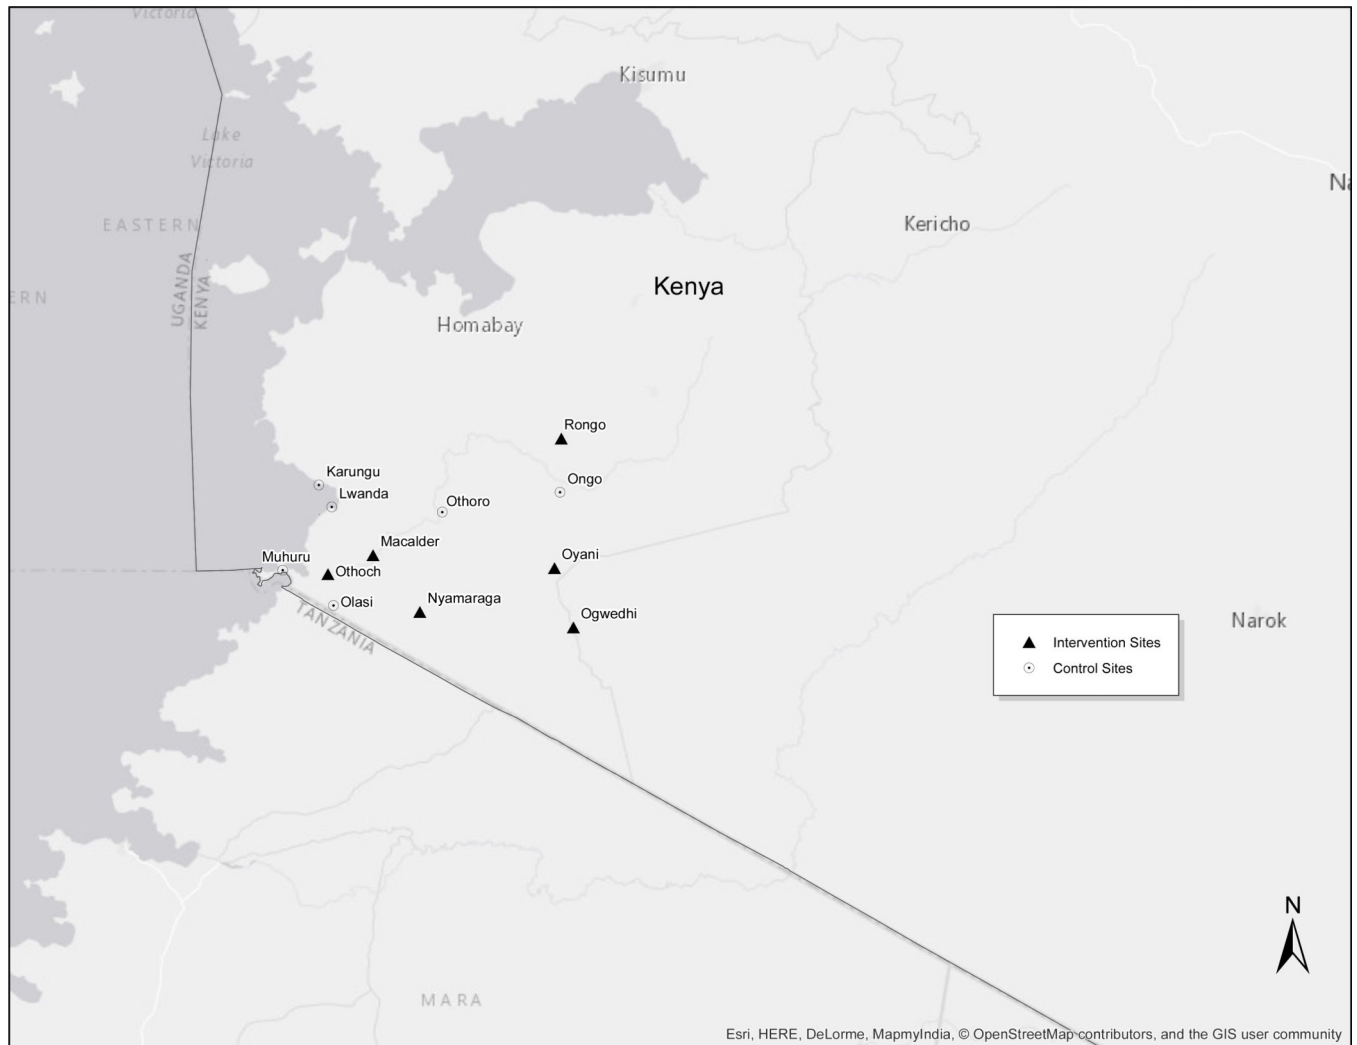 Victoria
Kisumu
Lake
Victoria
Na
EASTERN
Kericho
UGANDA
KENYA
Kenya
ERN
Homabay
Rongo
Karungu
Ongo
Lwanda
Othoro
Macalder
Muhuru
Oyani
Othoch
Olasi
Nyamaraga
Ogwedhi
TANZANIA
Narok
Intervention Sites
Control Sites
N
MARA
Esri, HERE, DeLorme, MapmyIndia, © OpenStreetMap contributors, and the GIS user community